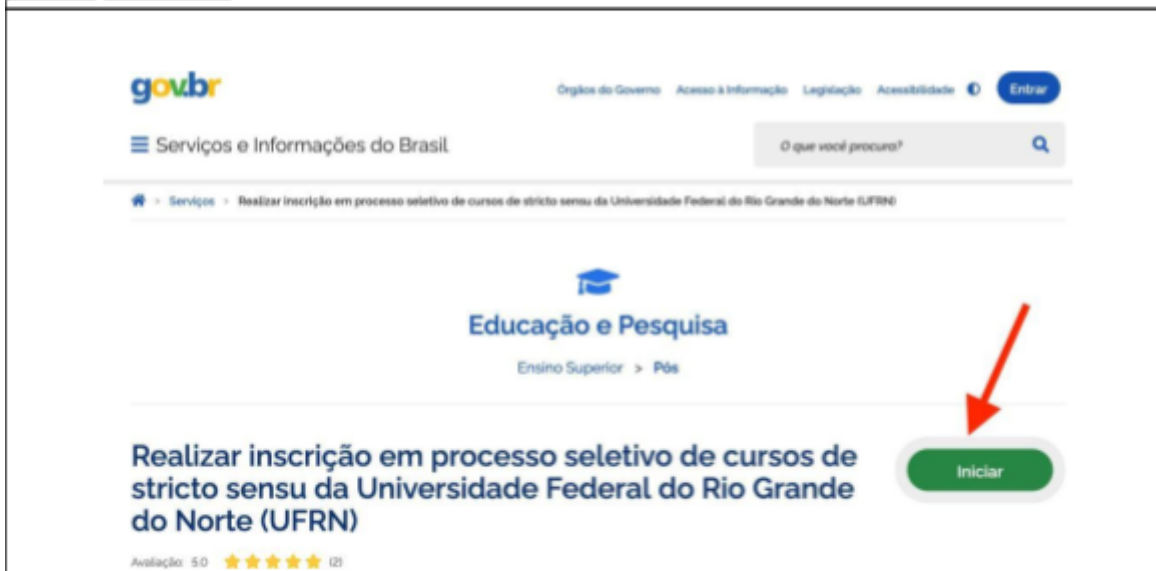 gov.br
Órgãos do Governo Acesso à Informação Legislação Acessibilidade Entrar
Serviços e Informações do Brasil
O que você procura?
Serviços > Realizar inscrição em processo seletivo de cursos de stricto sensu da Universidade Federal do Rio Grande do Norte (UFRN)
Educação e Pesquisa
Ensino Superior > Pós
Realizar inscrição em processo seletivo de cursos de
stricto sensu da Universidade Federal do Rio Grande
do Norte (UFRN)
Iniciar
Avaliação: 5.0 (2)